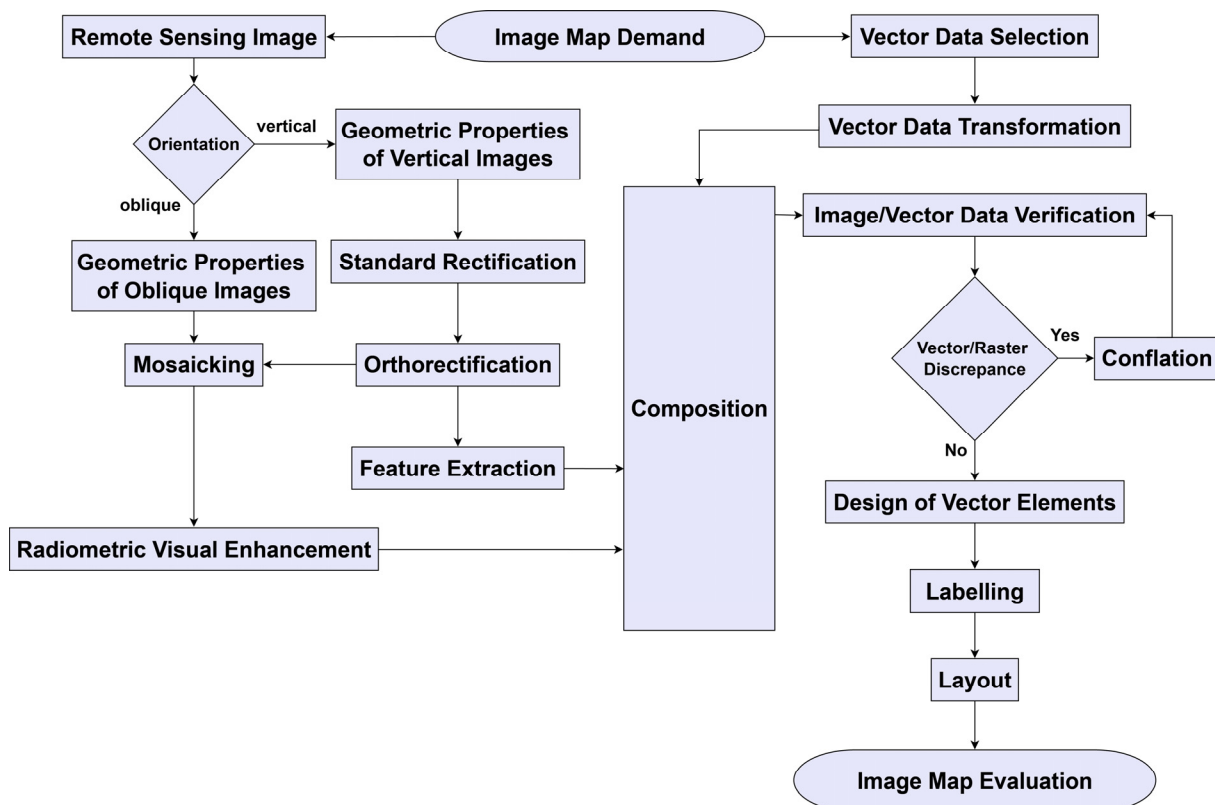 Remote Sensing Image
Image Map Demand
Vector Data Selection
Orientation
vertical
Geometric Properties
of Vertical Images
Vector Data Transformation
oblique
Geometric Properties
of Oblique Images
Standard Rectification
Image/Vector Data Verification
Mosaicking
Orthorectification
Composition
Vector/Raster
Discrepance
Yes
Conflation
Feature Extraction
No
Design of Vector Elements
Radiometric Visual Enhancement
Labelling
Layout
Image Map Evaluation